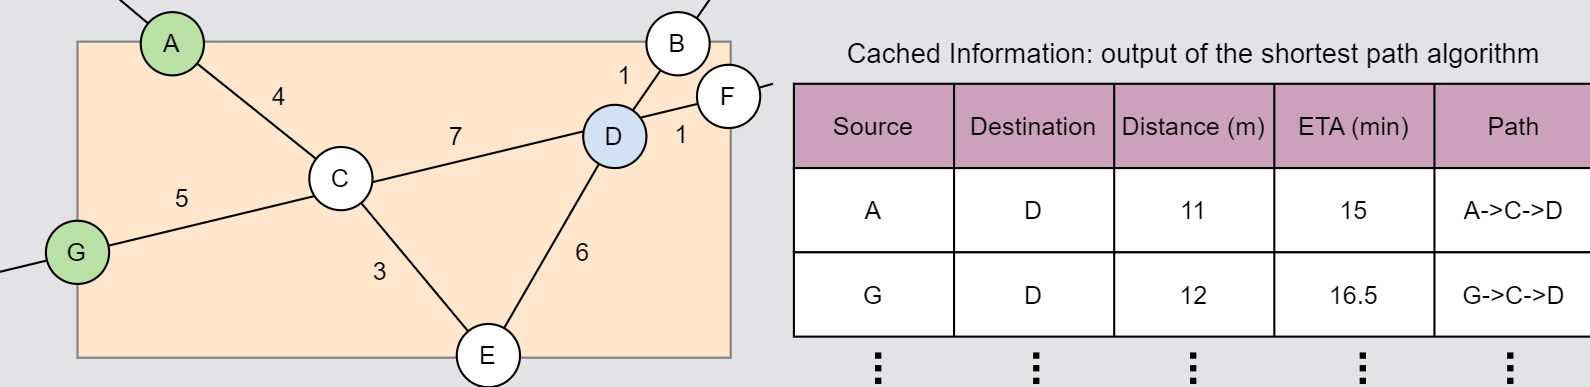 A
B
F
4
1
7
D
1
C
5
G
3
6
E
Cached Information: output of the shortest path algorithm
Source Destination Distance (m) ETA (min) Path
A D 11 15 A->C->D
G D 12 16.5 G->C->D